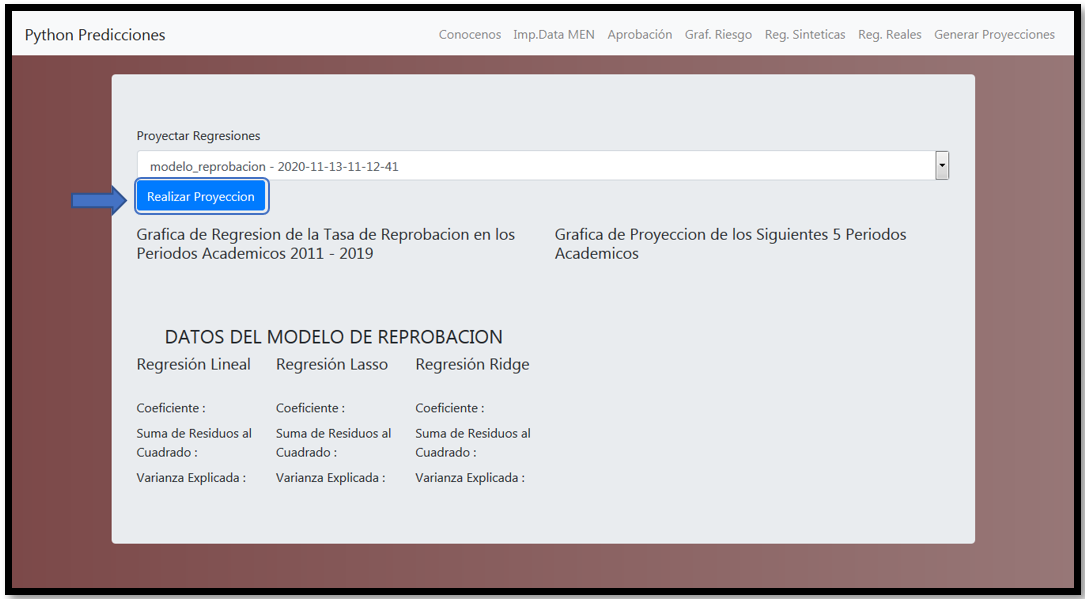 Python Predicciones
Conocenos Imp.Data MEN Aprobación Graf. Riesgo Reg. Sinteticas Reg. Reales Generar Proyecciones
Proyectar Regresiones
modelo_reprobacion - 2020-11-13-11-12-41
Realizar Proyeccion
Grafica de Regresion de la Tasa de Reprobacion en los
Periodos Academicos 2011 - 2019
Grafica de Proyeccion de los Siguientes 5 Periodos
Academicos
DATOS DEL MODELO DE REPROBACION
Regresión Lineal
Coeficiente :
Suma de Residuos al
Cuadrado :
Varianza Explicada :
Regresión Lasso
Coeficiente :
Suma de Residuos al
Cuadrado :
Varianza Explicada :
Regresión Ridge
Coeficiente :
Suma de Residuos al
Cuadrado :
Varianza Explicada :